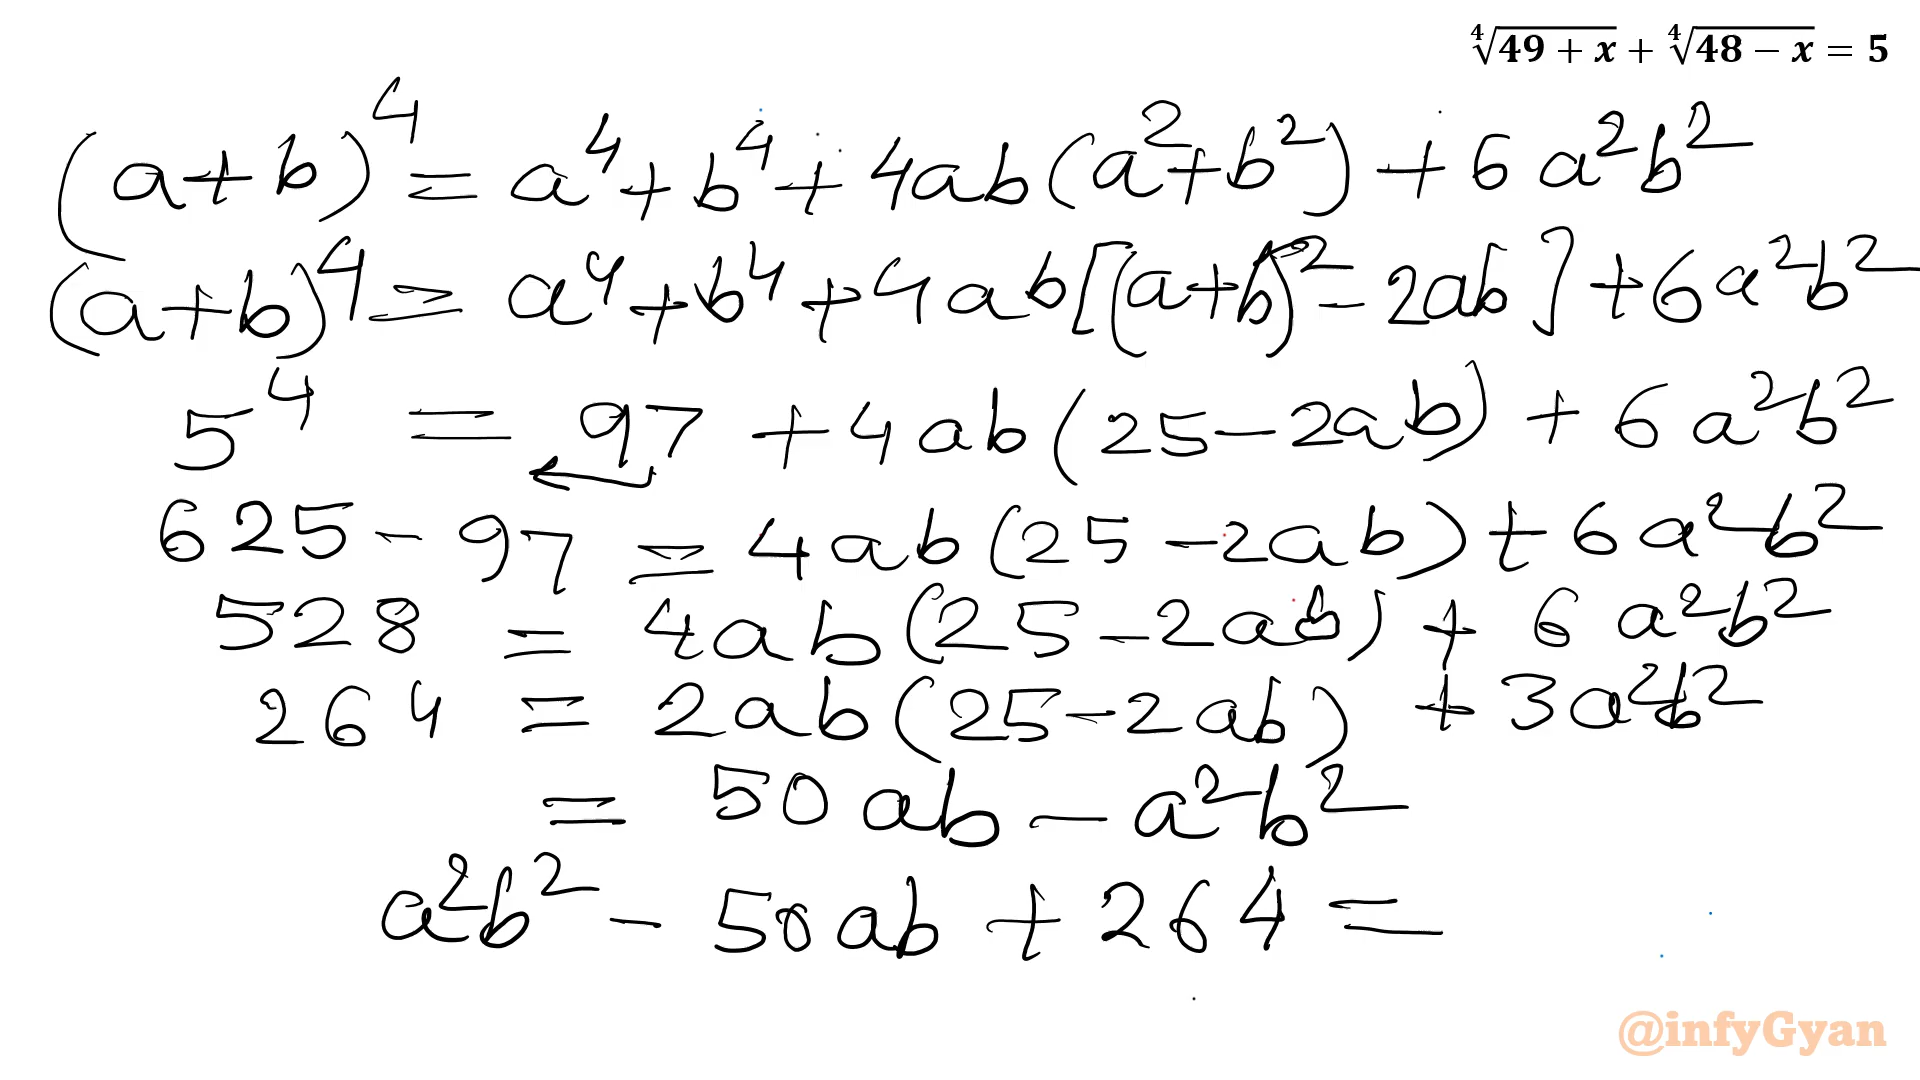 ∜(49 + x) + ∜(48 − x) = 5
(a+b)⁴ = a⁴ + b⁴ + 4ab(a²+b²) + 6a²b²
(a+b)⁴ = a⁴ + b⁴ + 4ab[(a+b)² − 2ab] + 6a²b²
5⁴ = 97 + 4ab(25 − 2ab) + 6a²b²
625 − 97 = 4ab(25 − 2ab) + 6a²b²
528 = 4ab(25 − 2ab) + 6a²b²
264 = 2ab(25 − 2ab) + 3a²b²
= 50ab − a²b²
a²b² − 50ab + 264 =
@infyGyan